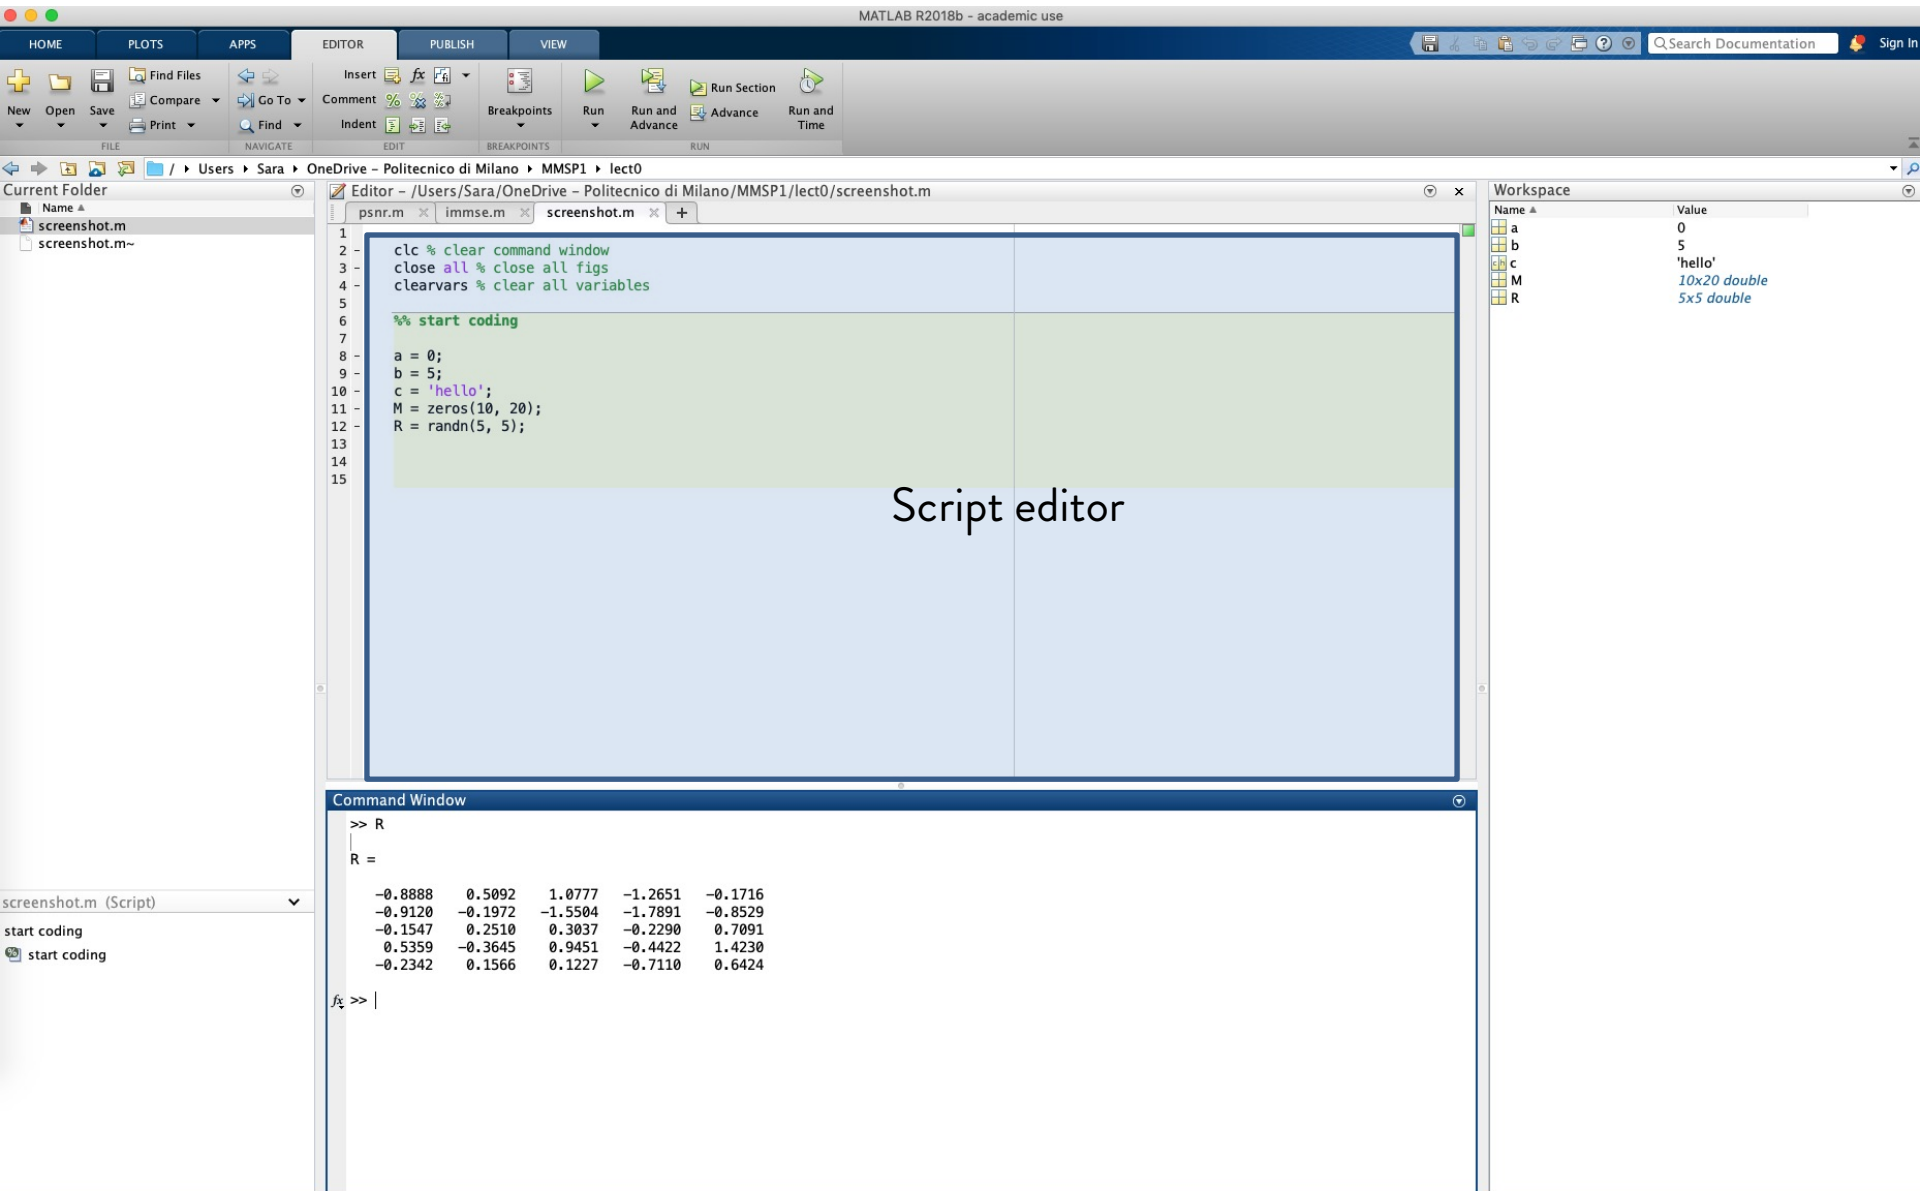 MATLAB R2018b - academic use
HOME PLOTS APPS EDITOR PUBLISH VIEW Search Documentation Sign In
Find Files Insert fx
New Open Save Compare Go To Comment Breakpoints Run Run and Advance Run Section Advance Run and Time
Print Find Indent
FILE NAVIGATE EDIT BREAKPOINTS RUN
/ Users Sara OneDrive – Politecnico di Milano MMSP1 lect0
Current Folder
Name
screenshot.m
screenshot.m~
Editor – /Users/Sara/OneDrive – Politecnico di Milano/MMSP1/lect0/screenshot.m
psnr.m immse.m screenshot.m +
1
2 – clc % clear command window
3 – close all % close all figs
4 – clearvars % clear all variables
5
6 %% start coding
7
8 – a = 0;
9 – b = 5;
10 – c = 'hello';
11 – M = zeros(10, 20);
12 – R = randn(5, 5);
13
14
15
Script editor
Workspace
Name Value
a 0
b 5
c 'hello'
M 10x20 double
R 5x5 double
Command Window
>> R
R =
-0.8888 0.5092 1.0777 -1.2651 -0.1716
-0.9120 -0.1972 -1.5504 -1.7891 -0.8529
-0.1547 0.2510 0.3037 -0.2290 0.7091
0.5359 -0.3645 0.9451 -0.4422 1.4230
-0.2342 0.1566 0.1227 -0.7110 0.6424
fx >>
screenshot.m (Script)
start coding
start coding